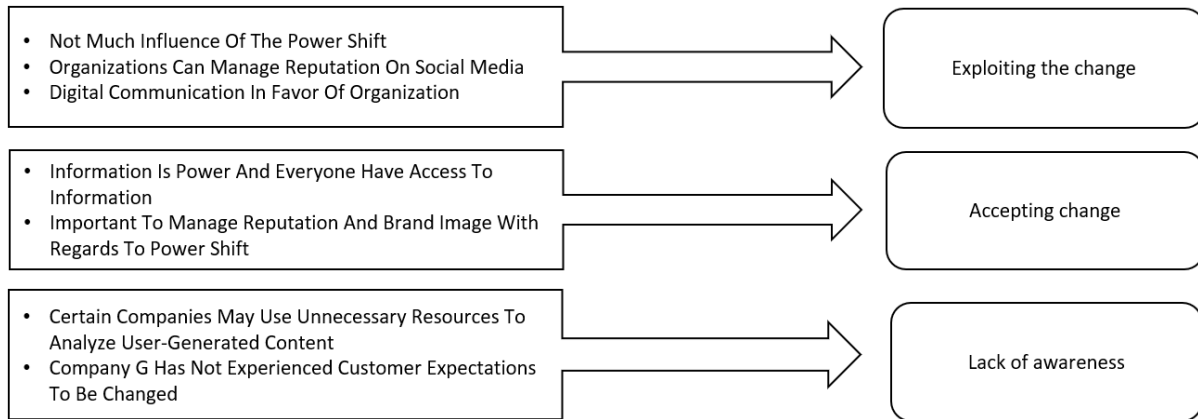 • Not Much Influence Of The Power Shift
• Organizations Can Manage Reputation On Social Media
• Digital Communication In Favor Of Organization
Exploiting the change
• Information Is Power And Everyone Have Access To
Information
• Important To Manage Reputation And Brand Image With
Regards To Power Shift
Accepting change
• Certain Companies May Use Unnecessary Resources To
Analyze User-Generated Content
• Company G Has Not Experienced Customer Expectations
To Be Changed
Lack of awareness